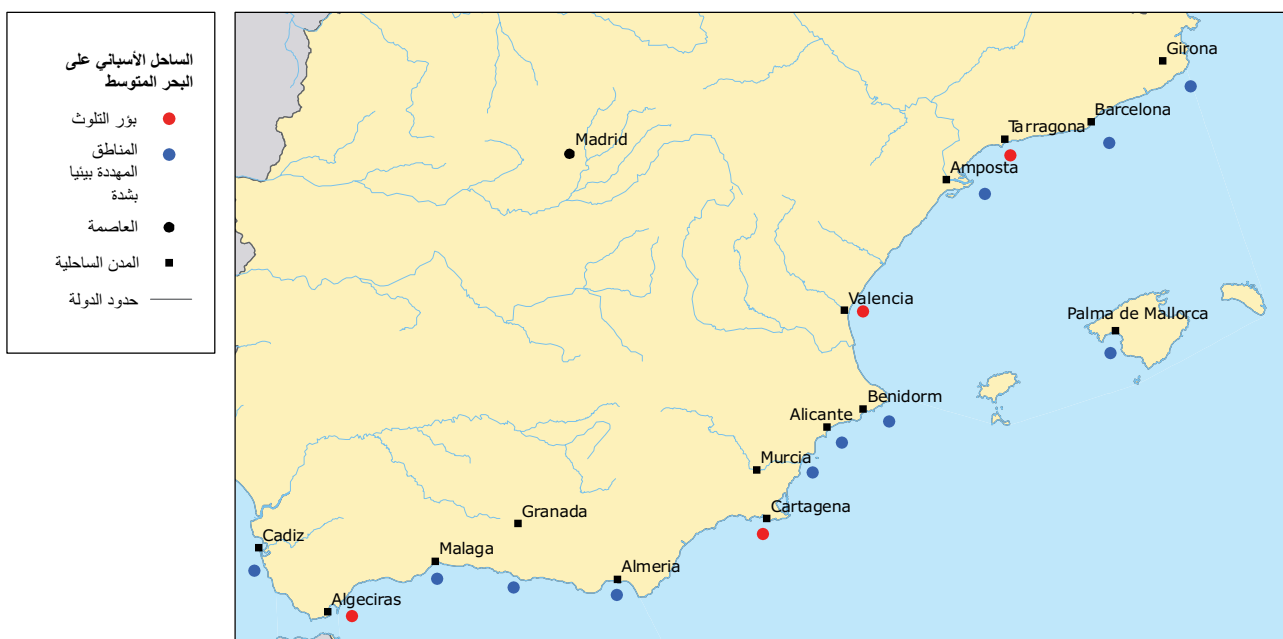 الساحل الأسباني على
البحر المتوسط
بؤر التلوث
المناطق
المهددة بيئيا
بشدة
العاصمة
المدن الساحلية
حدود الدولة
Girona
Barcelona
Tarragona
Madrid
Amposta
Valencia
Palma de Mallorca
Benidorm
Alicante
Murcia
Cartagena
Granada
Cadiz
Malaga
Almeria
Algeciras